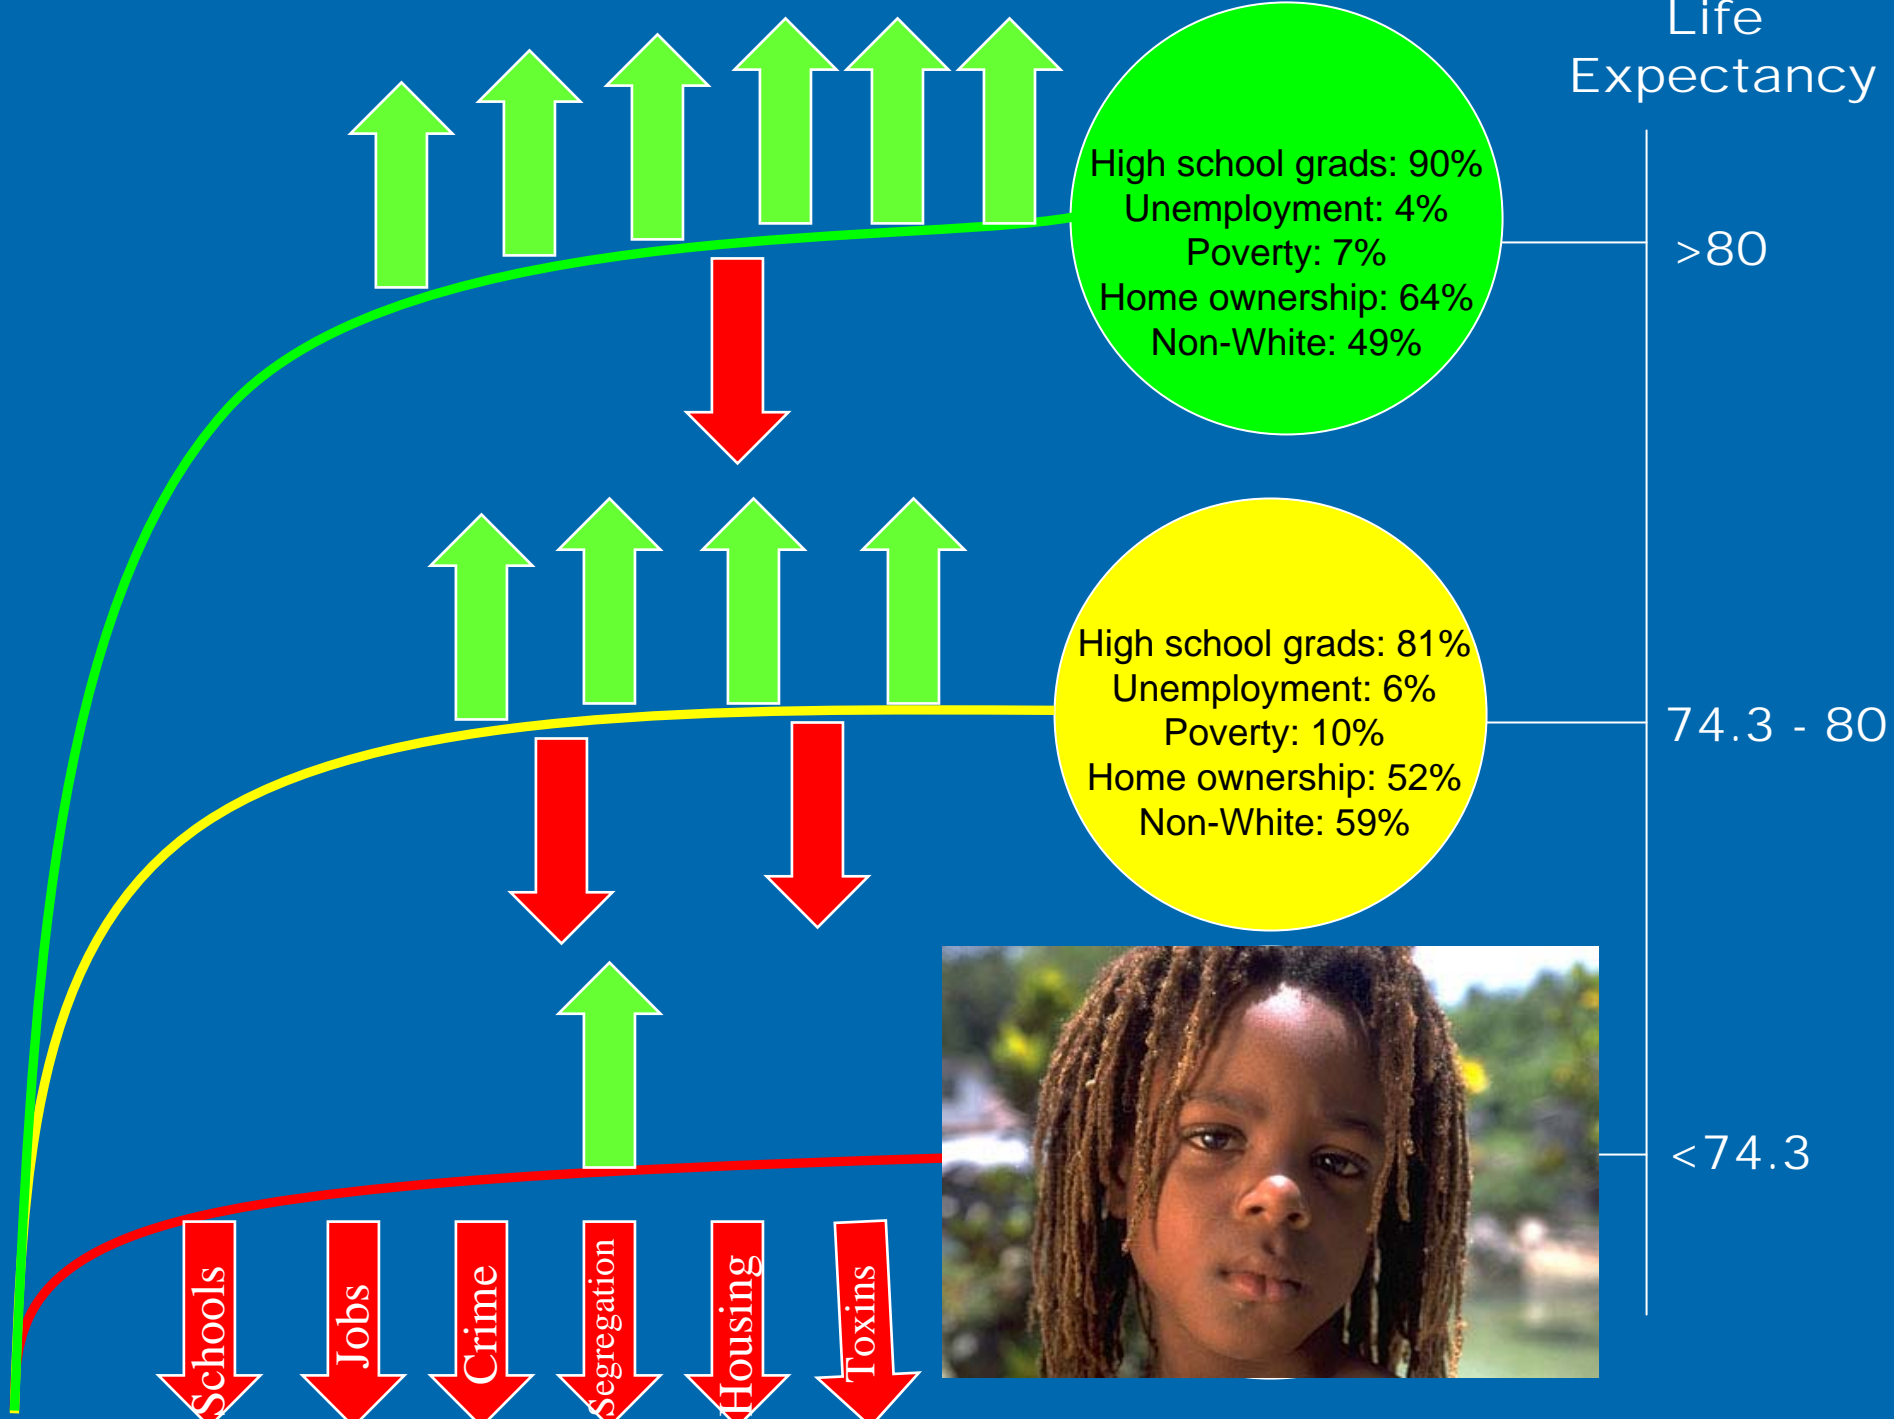 Life
Expectancy
High school grads: 90%
Unemployment: 4%
Poverty: 7%
Home ownership: 64%
Non-White: 49%
>80
High school grads: 81%
Unemployment: 6%
Poverty: 10%
Home ownership: 52%
Non-White: 59%
74.3 - 80
<74.3
Schools
Jobs
Crime
Segregation
Housing
Toxins